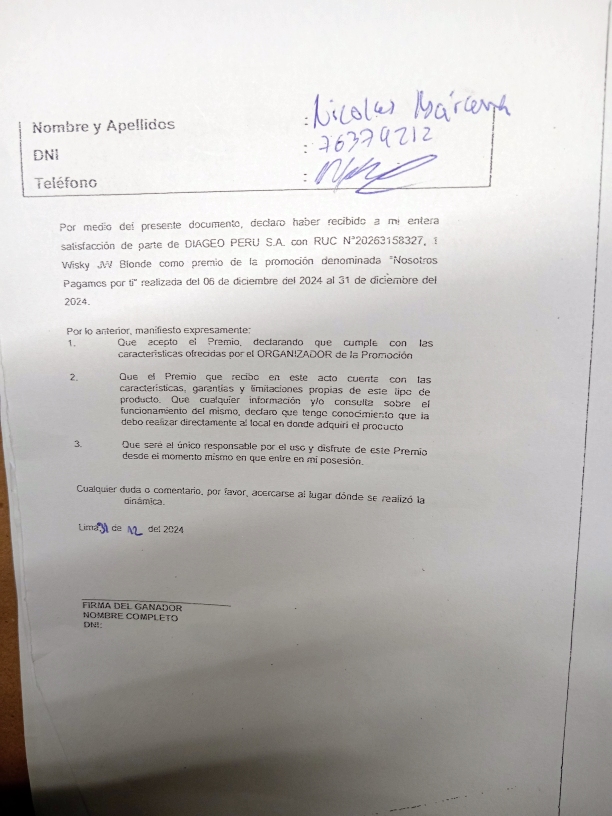 Nombre y Apellidos : Nicolas Bárcena
DNI : 76379212
Teléfono :
Por medio del presente documento, declaro haber recibido a mi entera
satisfacción de parte de DIAGEO PERU S.A. con RUC N°20263158327, 1
Wisky JW Blonde como premio de la promoción denominada "Nosotros
Pagamos por ti" realizada del 06 de diciembre del 2024 al 31 de diciembre del
2024.
Por lo anterior, manifiesto expresamente:
1. Que acepto el Premio, declarando que cumple con las
características ofrecidas por el ORGANIZADOR de la Promoción
2. Que el Premio que recibo en este acto cuenta con las
características, garantías y limitaciones propias de este tipo de
producto. Que cualquier información y/o consulta sobre el
funcionamiento del mismo, declaro que tengo conocimiento que la
debo realizar directamente al local en donde adquirí el producto
3. Que seré el único responsable por el uso y disfrute de este Premio
desde el momento mismo en que entre en mi posesión.
Cualquier duda o comentario, por favor, acercarse al lugar dónde se realizó la
dinámica.
Lima 31 de 12 del 2024
FIRMA DEL GANADOR
NOMBRE COMPLETO
DNI: